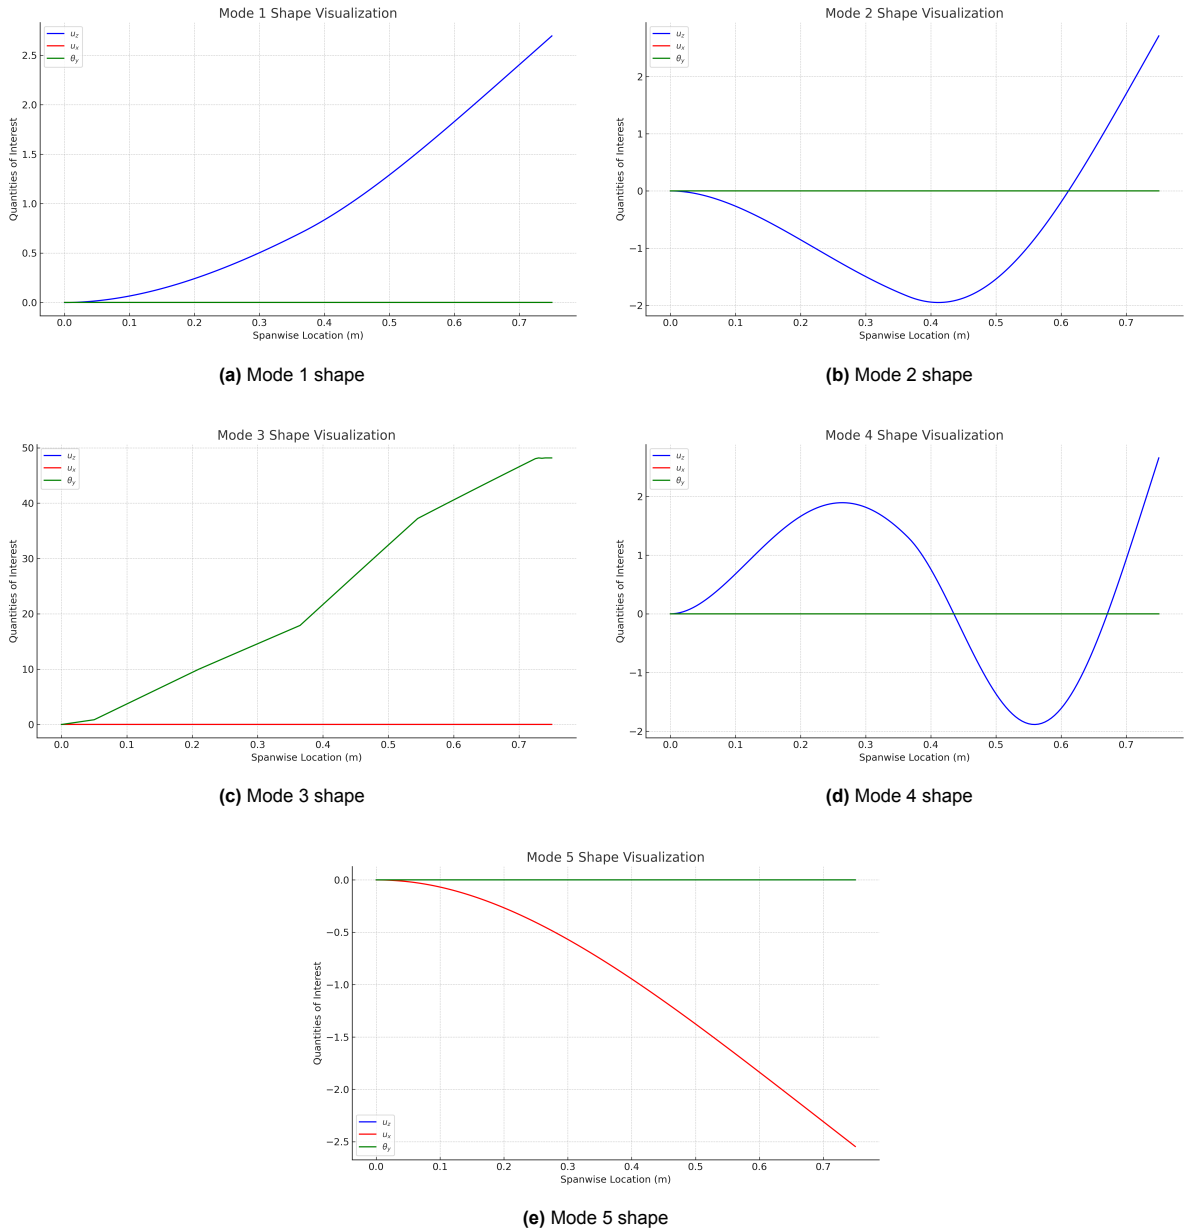 Mode 1 Shape Visualization
u_z
u_x
θ_y
Quantities of Interest
2.5
2.0
1.5
1.0
0.5
0.0
0.0 0.1 0.2 0.3 0.4 0.5 0.6 0.7
Spanwise Location (m)
(a) Mode 1 shape
Mode 2 Shape Visualization
u_z
u_x
θ_y
Quantities of Interest
2
1
0
−1
−2
0.0 0.1 0.2 0.3 0.4 0.5 0.6 0.7
Spanwise Location (m)
(b) Mode 2 shape
Mode 3 Shape Visualization
u_z
u_x
θ_y
Quantities of Interest
50
40
30
20
10
0
0.0 0.1 0.2 0.3 0.4 0.5 0.6 0.7
Spanwise Location (m)
(c) Mode 3 shape
Mode 4 Shape Visualization
u_z
u_x
θ_y
Quantities of Interest
2
1
0
−1
−2
0.0 0.1 0.2 0.3 0.4 0.5 0.6 0.7
Spanwise Location (m)
(d) Mode 4 shape
Mode 5 Shape Visualization
Quantities of Interest
0.0
−0.5
−1.0
−1.5
−2.0
−2.5
u_z
u_x
θ_y
0.0 0.1 0.2 0.3 0.4 0.5 0.6 0.7
Spanwise Location (m)
(e) Mode 5 shape